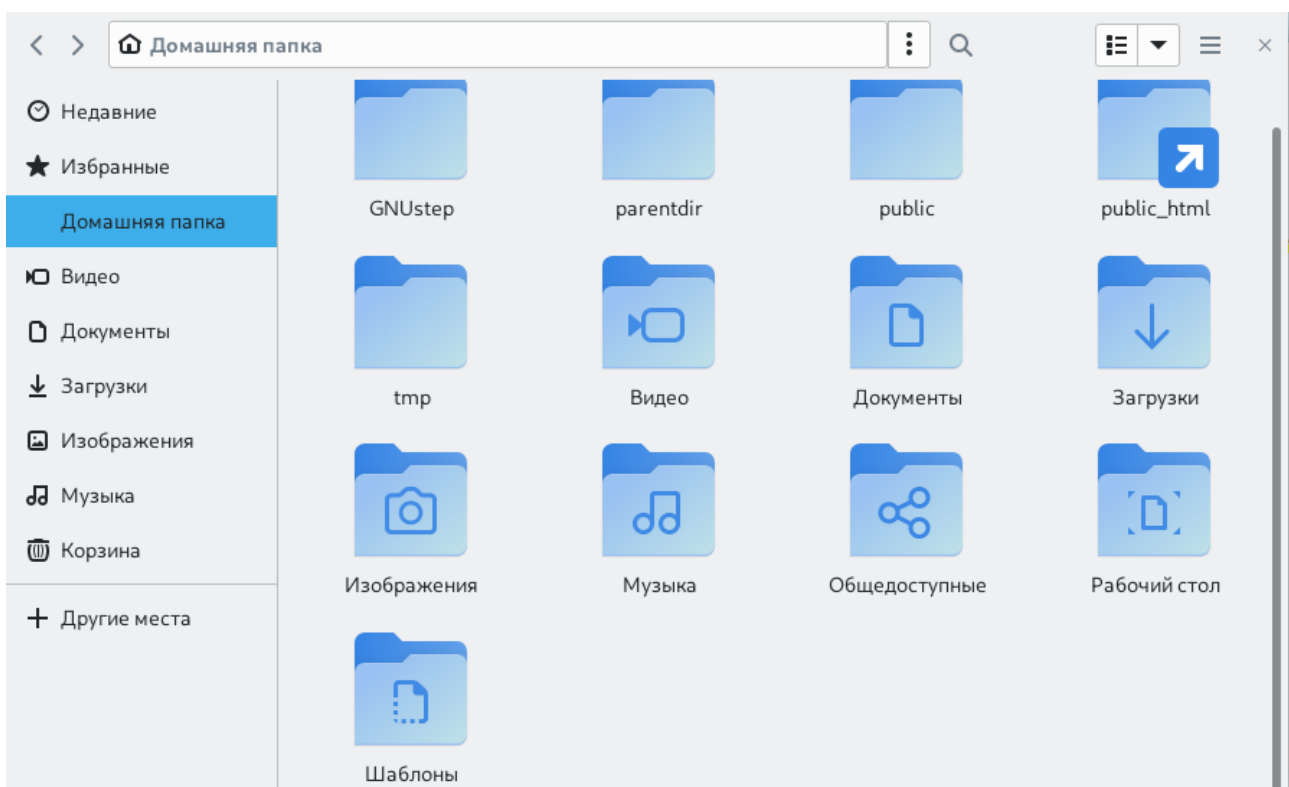 Домашняя папка
Недавние
Избранные
Домашняя папка
Видео
Документы
Загрузки
Изображения
Музыка
Корзина
Другие места
GNUstep parentdir public public_html
tmp Видео Документы Загрузки
Изображения Музыка Общедоступные Рабочий стол
Шаблоны